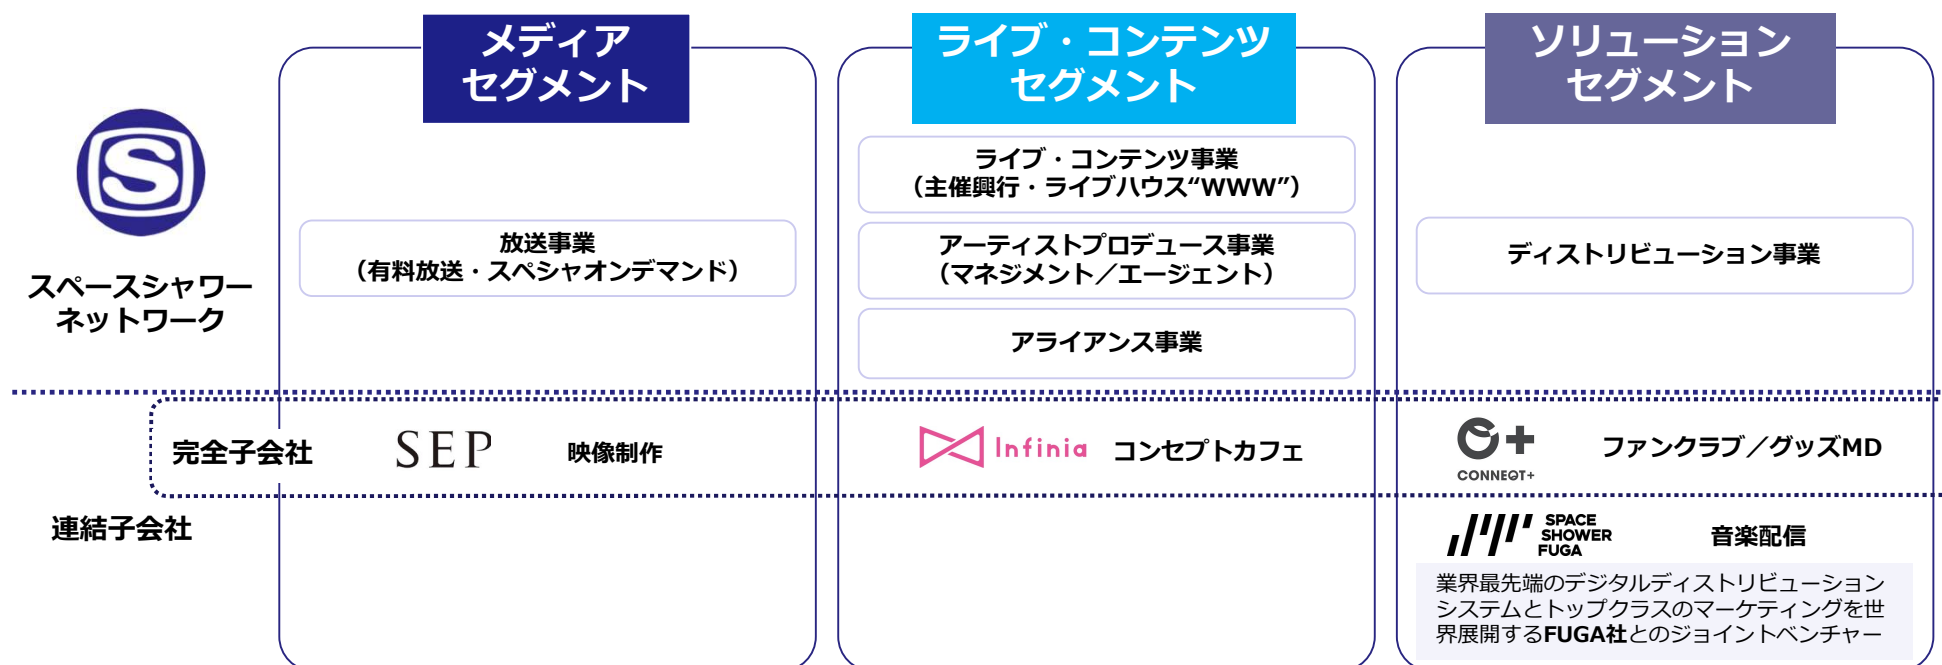 メディア
セグメント
ライブ・コンテンツ
セグメント
ソリューション
セグメント
S
スペースシャワー
ネットワーク
放送事業
（有料放送・スペシャオンデマンド）
ライブ・コンテンツ事業
（主催興行・ライブハウス“WWW”）
アーティストプロデュース事業
（マネジメント／エージェント）
アライアンス事業
ディストリビューション事業
完全子会社
SEP
映像制作
Infinia
コンセプトカフェ
CONNEQT+
ファンクラブ／グッズMD
連結子会社
SPACE
SHOWER
FUGA
音楽配信
業界最先端のデジタルディストリビューション
システムとトップクラスのマーケティングを世
界展開するFUGA社とのジョイントベンチャー